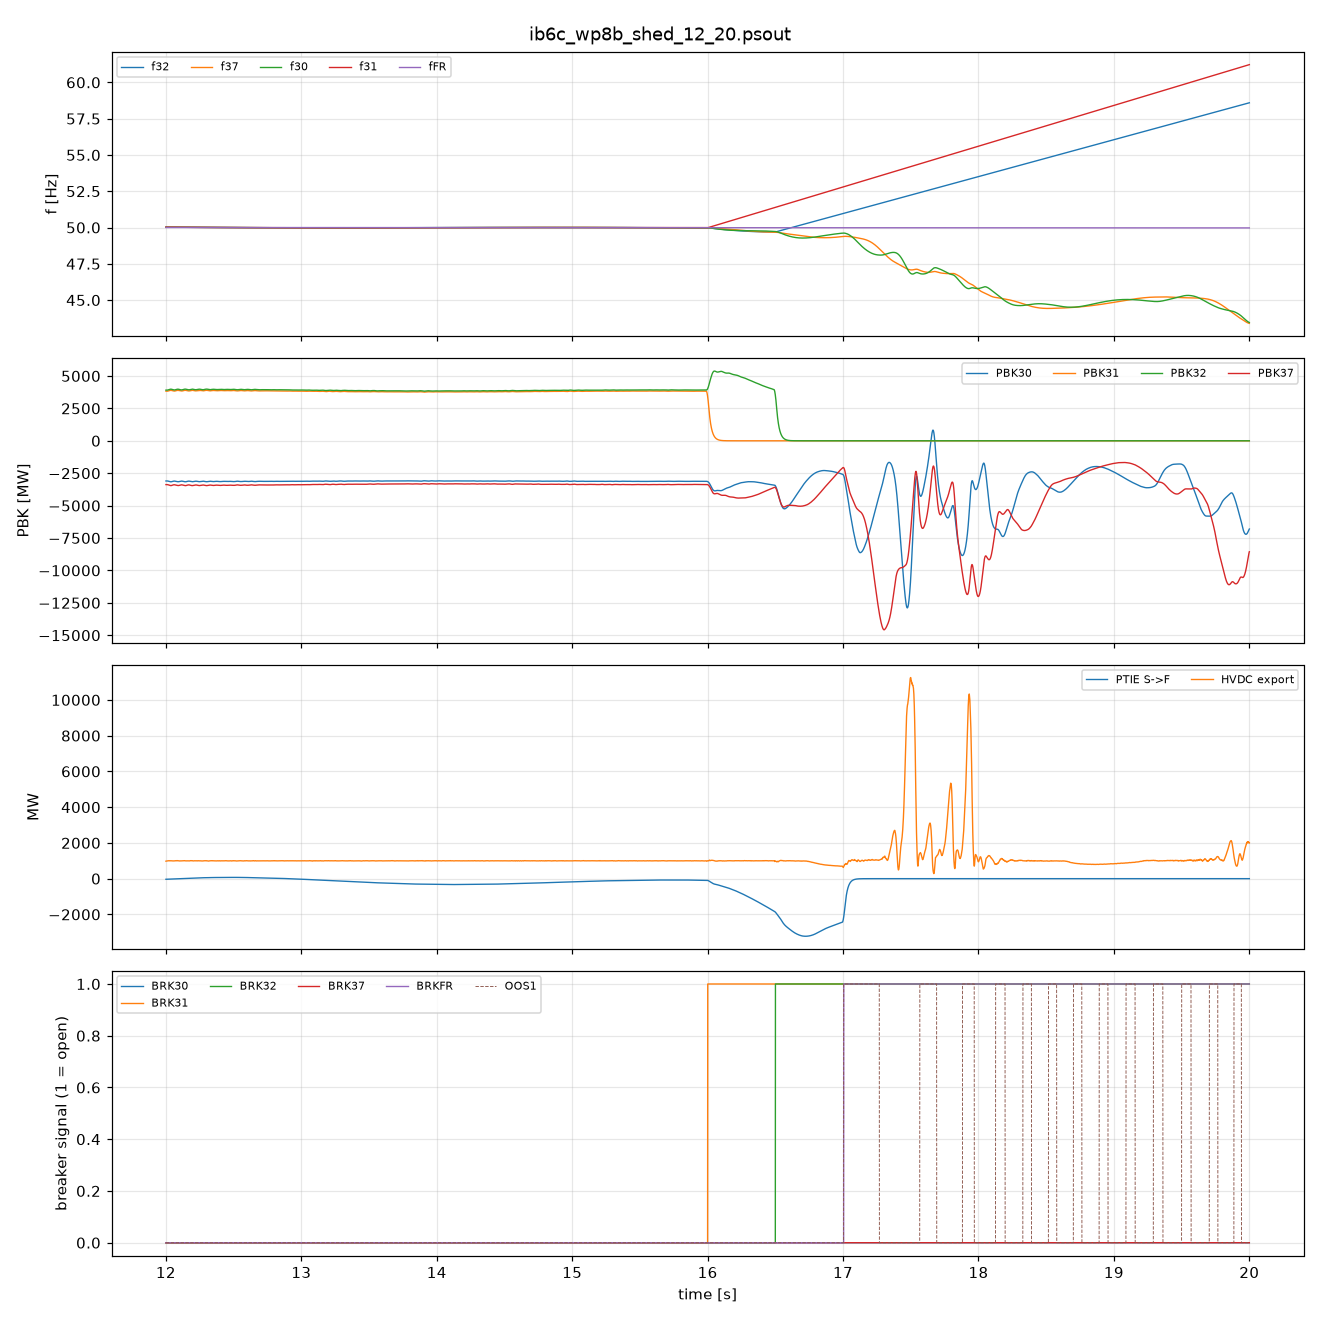 ib6c_wp8b_shed_12_20.psout
f32 f37 f30 f31 fFR
f [Hz]
60.0
57.5
55.0
52.5
50.0
47.5
45.0
PBK30 PBK31 PBK32 PBK37
PBK [MW]
5000
2500
0
−2500
−5000
−7500
−10000
−12500
−15000
PTIE S->F HVDC export
MW
10000
8000
6000
4000
2000
0
−2000
BRK30 BRK32 BRK37 BRKFR OOS1
BRK31
breaker signal (1 = open)
1.0
0.8
0.6
0.4
0.2
0.0
12 13 14 15 16 17 18 19 20
time [s]